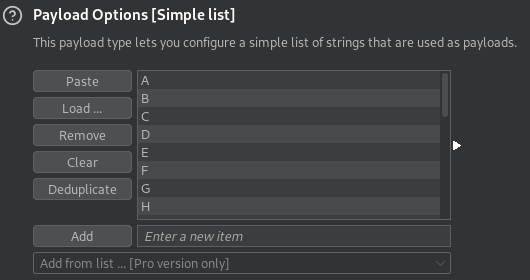 Payload Options [Simple list]
This payload type lets you configure a simple list of strings that are used as payloads.
Paste
Load ...
Remove
Clear
Deduplicate
A
B
C
D
E
F
G
H
Add
Enter a new item
Add from list ... [Pro version only]